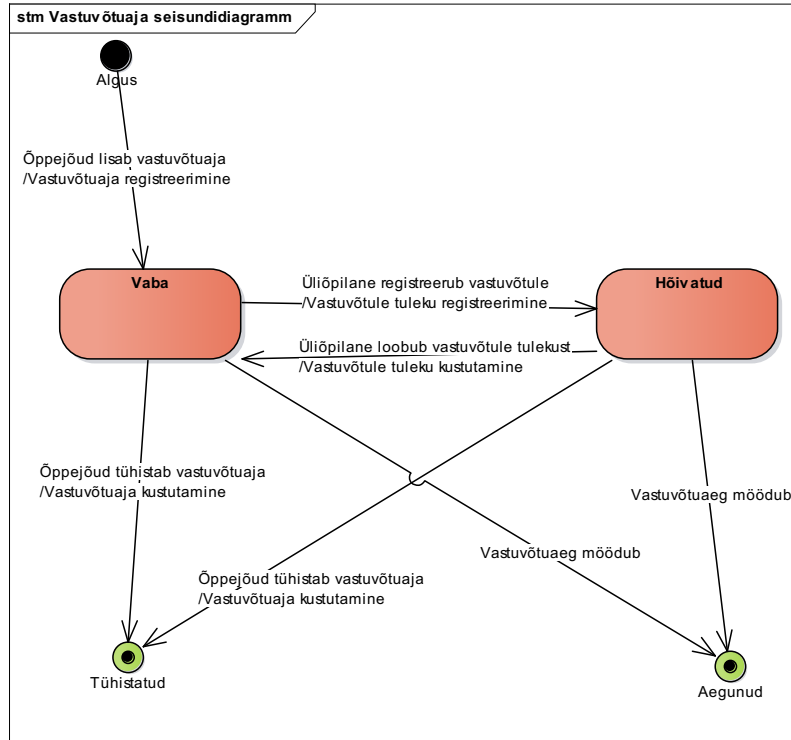 stm Vastuvõtuaja seisundidiagramm
Algus
Õppejõud lisab vastuvõtuaja
/Vastuvõtuaja registreerimine
Vaba
Üliõpilane registreerub vastuvõtule
/Vastuvõtule tuleku registreerimine
Hõivatud
Üliõpilane loobub vastuvõtule tulekust
/Vastuvõtule tuleku kustutamine
Õppejõud tühistab vastuvõtuaja
/Vastuvõtuaja kustutamine
Vastuvõtuaeg möödub
Vastuvõtuaeg möödub
Õppejõud tühistab vastuvõtuaja
/Vastuvõtuaja kustutamine
Tühistatud
Aegunud